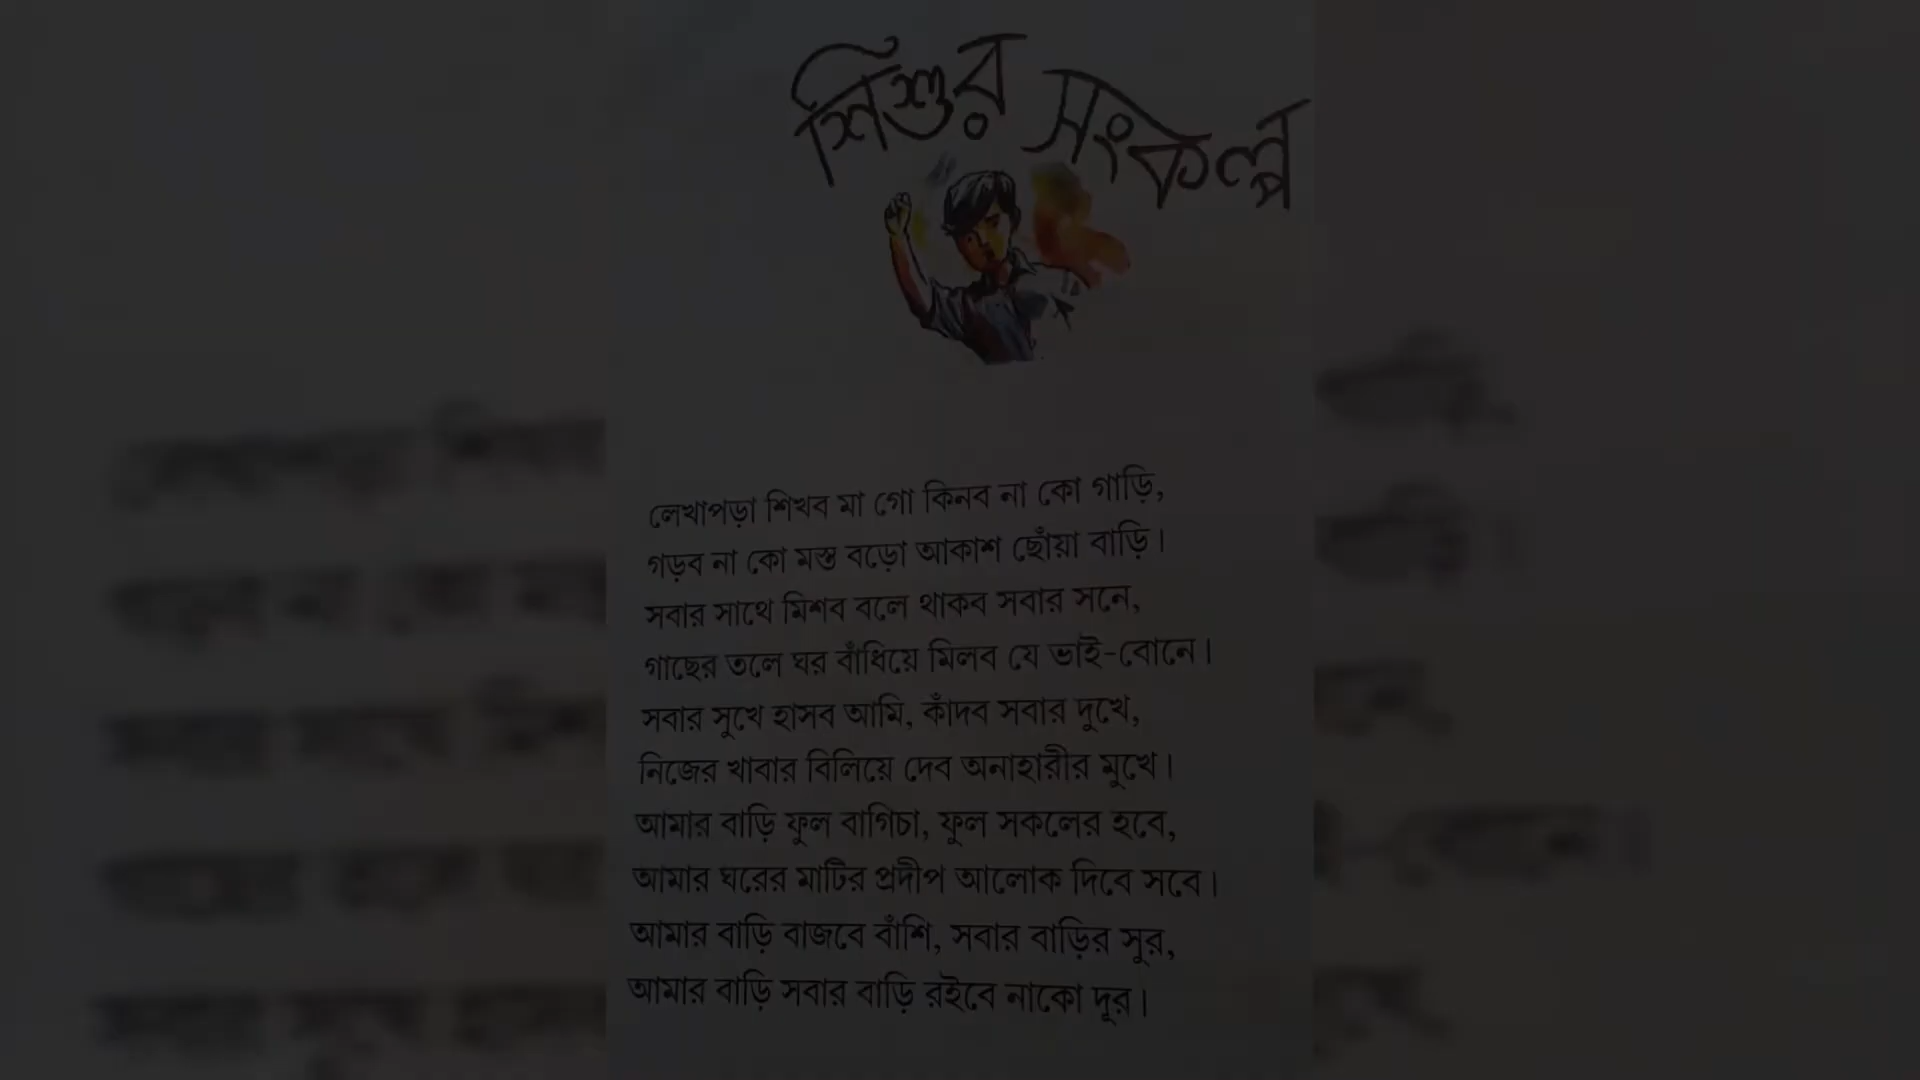 শিশুর সংকল্প
লেখাপড়া শিখব মা গো কিনব না কো গাড়ি,
গড়ব না কো মস্ত বড়ো আকাশ ছোঁয়া বাড়ি।
সবার সাথে মিশব বলে থাকব সবার সনে,
গাছের তলে ঘর বাঁধিয়ে মিলব যে ভাই-বোনে।
সবার সুখে হাসব আমি, কাঁদব সবার দুখে,
নিজের খাবার বিলিয়ে দেব অনাহারীর মুখে।
আমার বাড়ি ফুল বাগিচা, ফুল সকলের হবে,
আমার ঘরের মাটির প্রদীপ আলোক দিবে সবে।
আমার বাড়ি বাজবে বাঁশি, সবার বাড়ির সুর,
আমার বাড়ি সবার বাড়ি রইবে নাকো দূর।